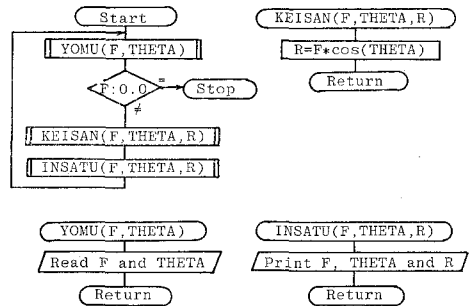 Start
YOMU(F,THETA)
F:0.0
=
Stop
≠
KEISAN(F,THETA,R)
INSATU(F,THETA,R)
KEISAN(F,THETA,R)
R=F*cos(THETA)
Return
YOMU(F,THETA)
Read F and THETA
Return
INSATU(F,THETA,R)
Print F, THETA and R
Return